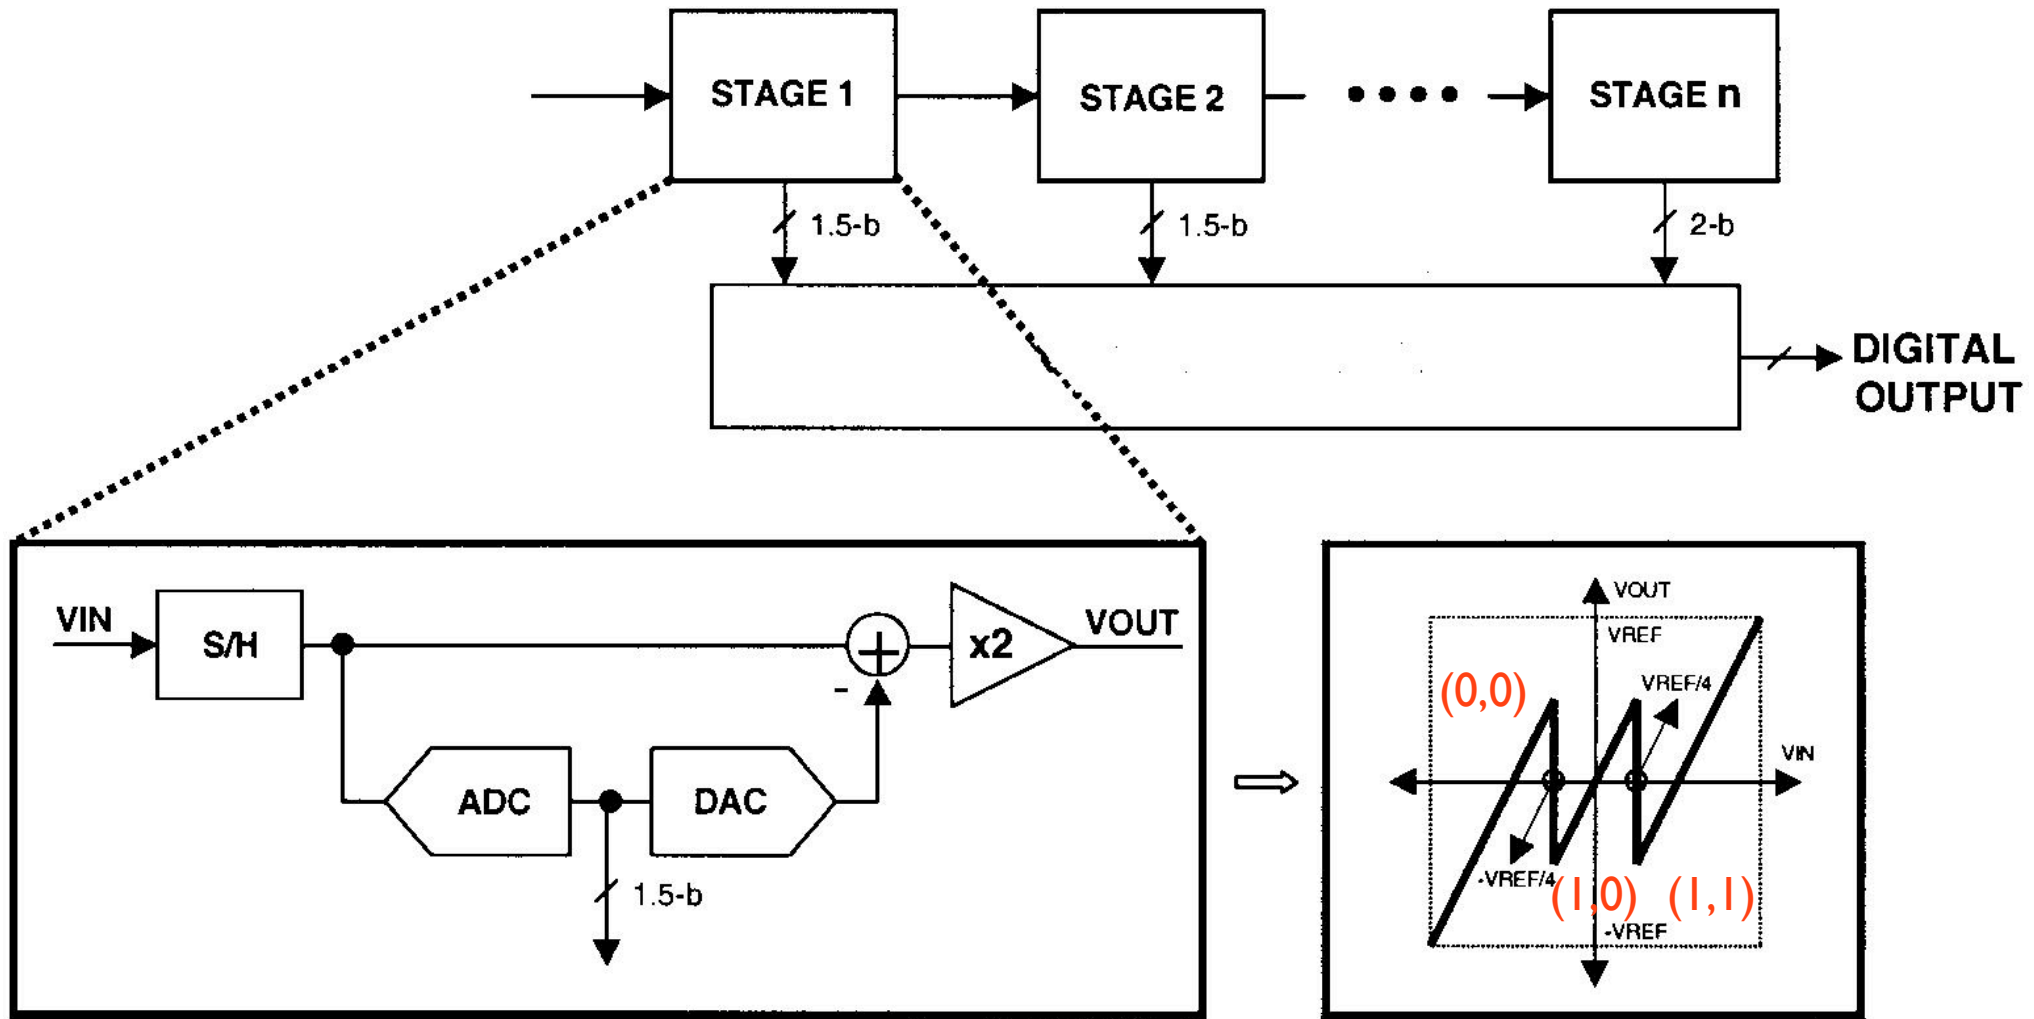 STAGE 1
STAGE 2
STAGE n
1.5-b
1.5-b
2-b
DIGITAL
OUTPUT
VIN
S/H
+
-
x2
VOUT
ADC
DAC
1.5-b
VOUT
VREF
(0,0)
VREF/4
VIN
-VREF/4
(1,0)
(1,1)
-VREF